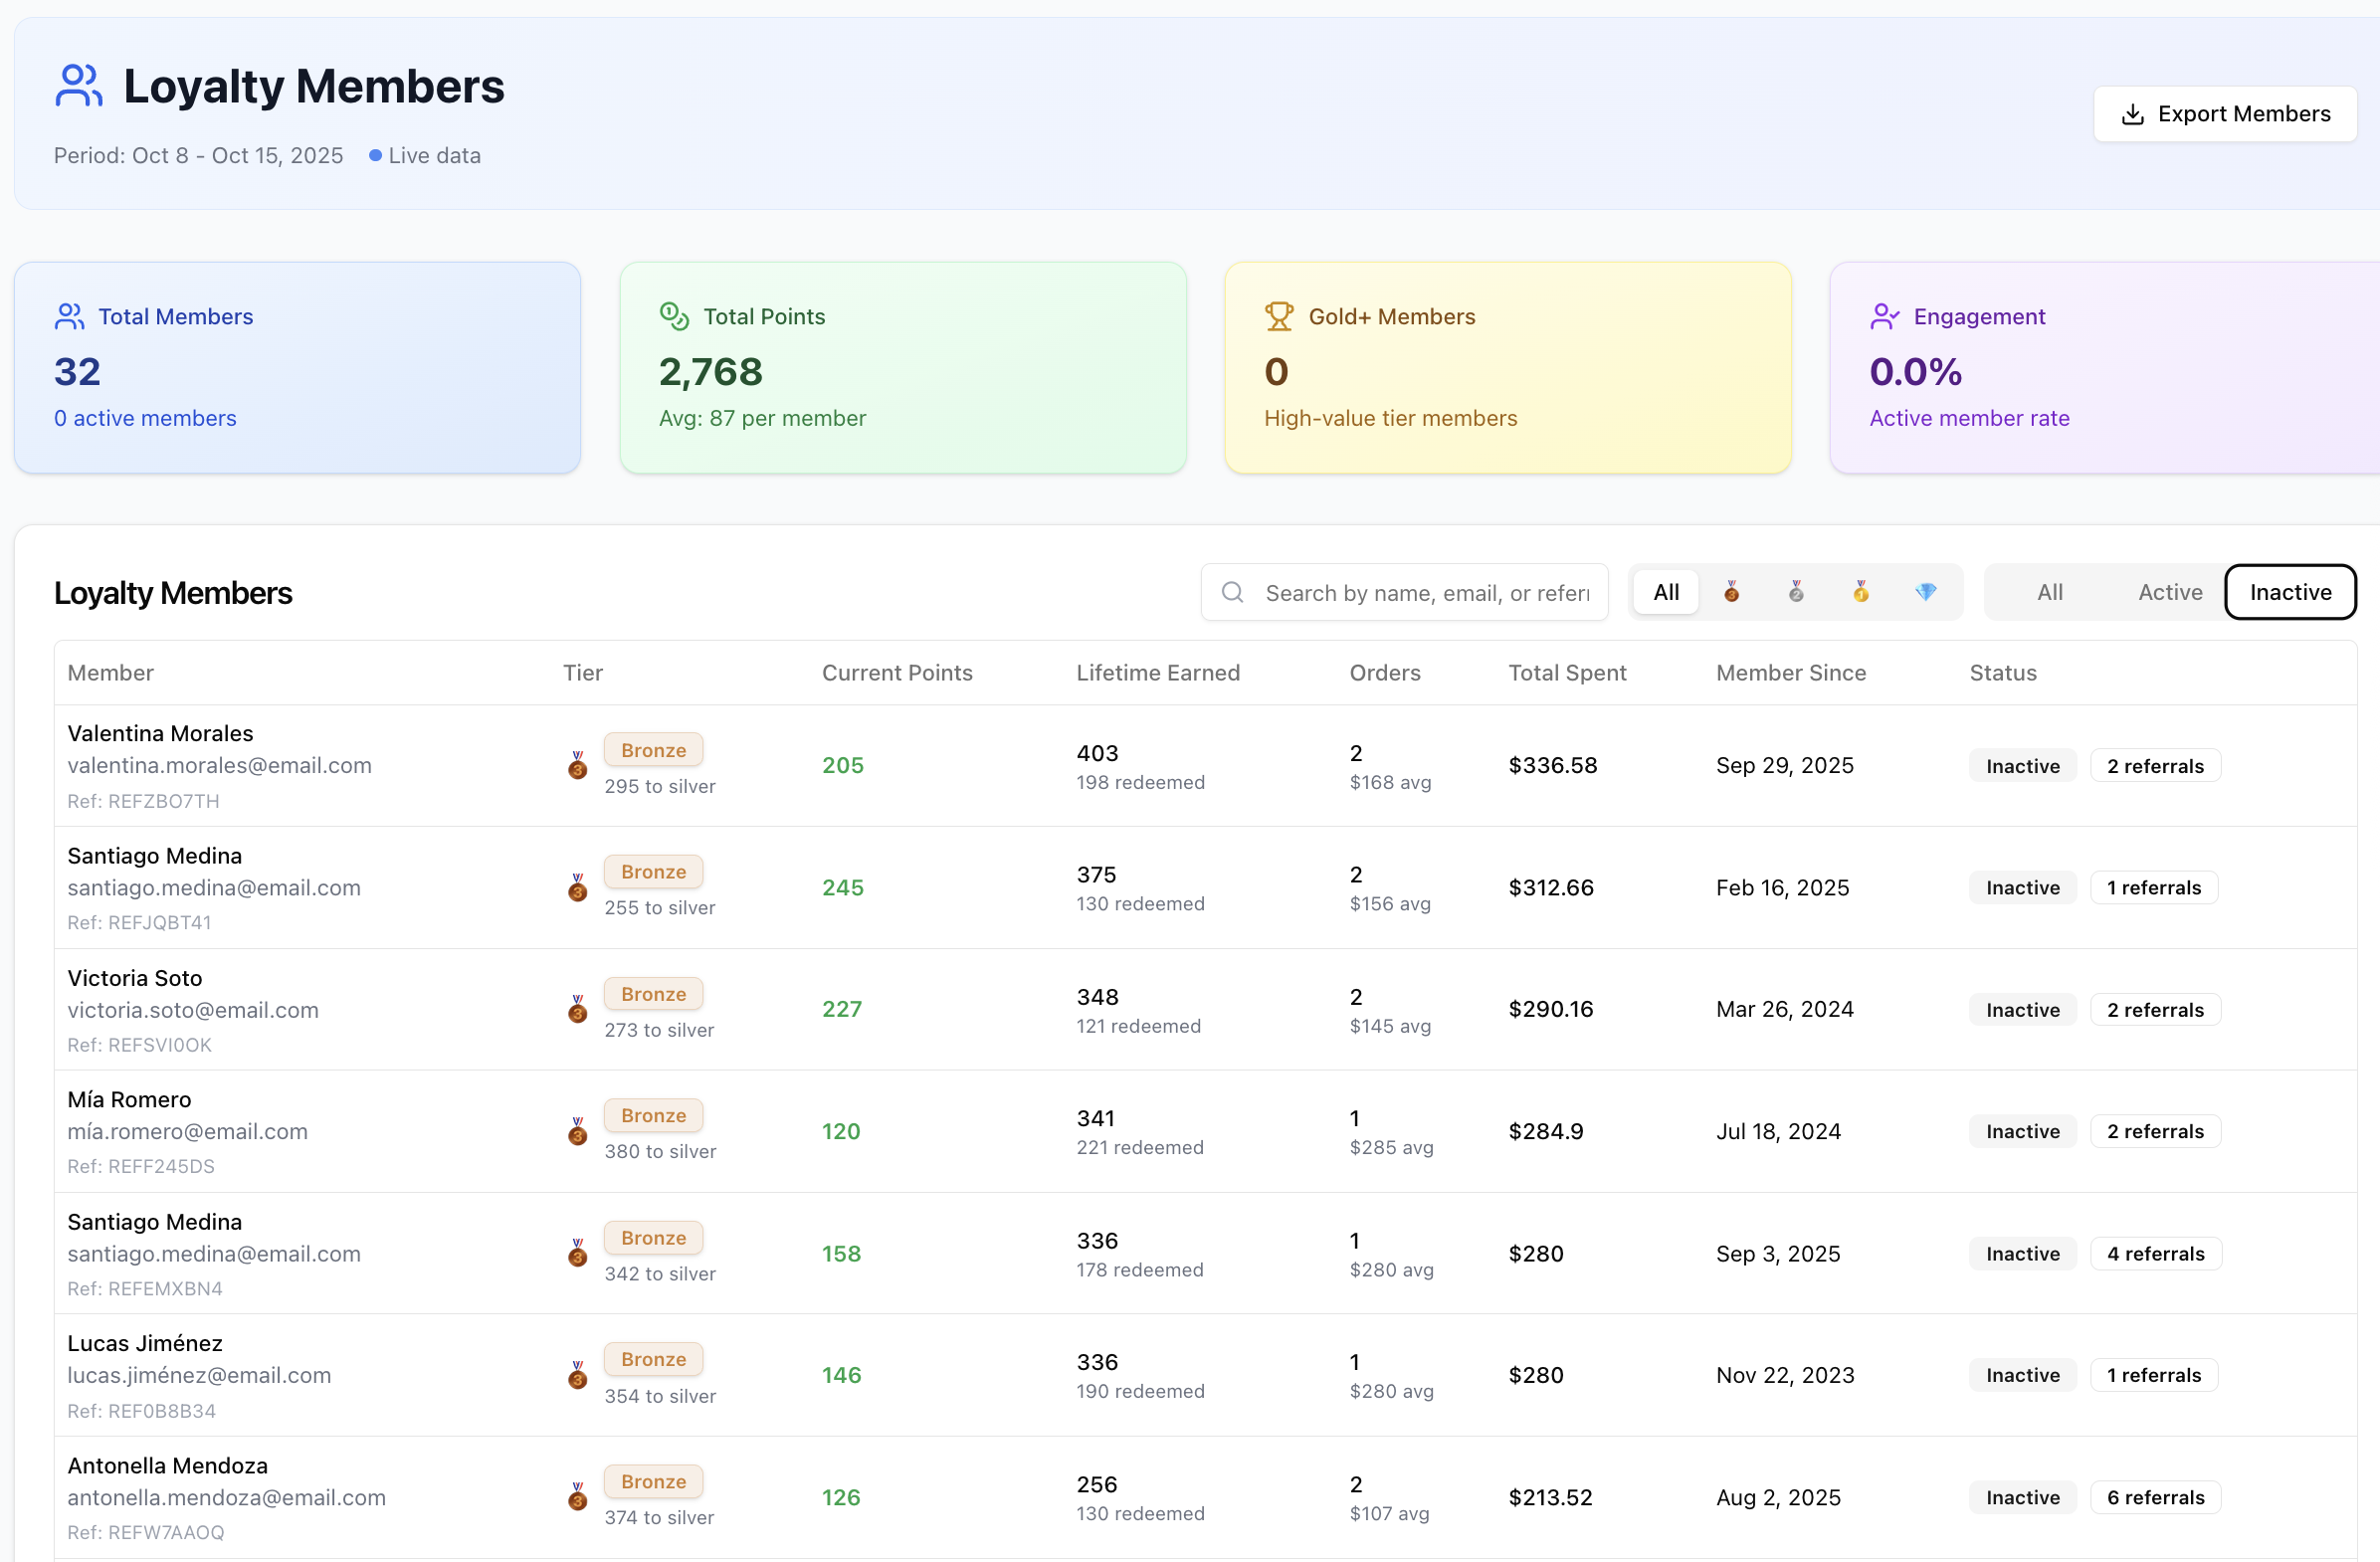 Loyalty Members
Export Members
Period: Oct 8 - Oct 15, 2025 Live data
Total Members
32
0 active members
Total Points
2,768
Avg: 87 per member
Gold+ Members
0
High-value tier members
Engagement
0.0%
Active member rate
Loyalty Members
Search by name, email, or referr
All
All Active Inactive
Member Tier Current Points Lifetime Earned Orders Total Spent Member Since Status
Valentina Morales
valentina.morales@email.com
Ref: REFZBO7TH
Bronze
295 to silver
205
403
198 redeemed
2
$168 avg
$336.58
Sep 29, 2025
Inactive
2 referrals
Santiago Medina
santiago.medina@email.com
Ref: REFJQBT41
Bronze
255 to silver
245
375
130 redeemed
2
$156 avg
$312.66
Feb 16, 2025
Inactive
1 referrals
Victoria Soto
victoria.soto@email.com
Ref: REFSVI0OK
Bronze
273 to silver
227
348
121 redeemed
2
$145 avg
$290.16
Mar 26, 2024
Inactive
2 referrals
Mía Romero
mía.romero@email.com
Ref: REFF245DS
Bronze
380 to silver
120
341
221 redeemed
1
$285 avg
$284.9
Jul 18, 2024
Inactive
2 referrals
Santiago Medina
santiago.medina@email.com
Ref: REFEMXBN4
Bronze
342 to silver
158
336
178 redeemed
1
$280 avg
$280
Sep 3, 2025
Inactive
4 referrals
Lucas Jiménez
lucas.jiménez@email.com
Ref: REF0B8B34
Bronze
354 to silver
146
336
190 redeemed
1
$280 avg
$280
Nov 22, 2023
Inactive
1 referrals
Antonella Mendoza
antonella.mendoza@email.com
Ref: REFW7AAOQ
Bronze
374 to silver
126
256
130 redeemed
2
$107 avg
$213.52
Aug 2, 2025
Inactive
6 referrals